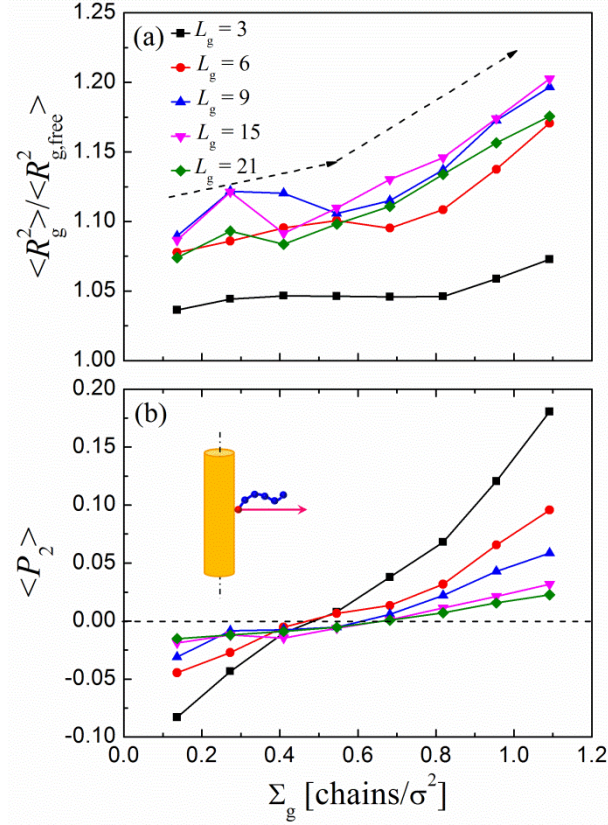 (a)
L_g = 3
L_g = 6
L_g = 9
L_g = 15
L_g = 21
1.25
1.20
1.15
1.10
1.05
1.00
<R_g^2>/<R_{g,free}^2>
(b)
0.20
0.15
0.10
0.05
0.00
-0.05
-0.10
<P_2>
0.0 0.2 0.4 0.6 0.8 1.0 1.2
Σ_g [chains/σ^2]